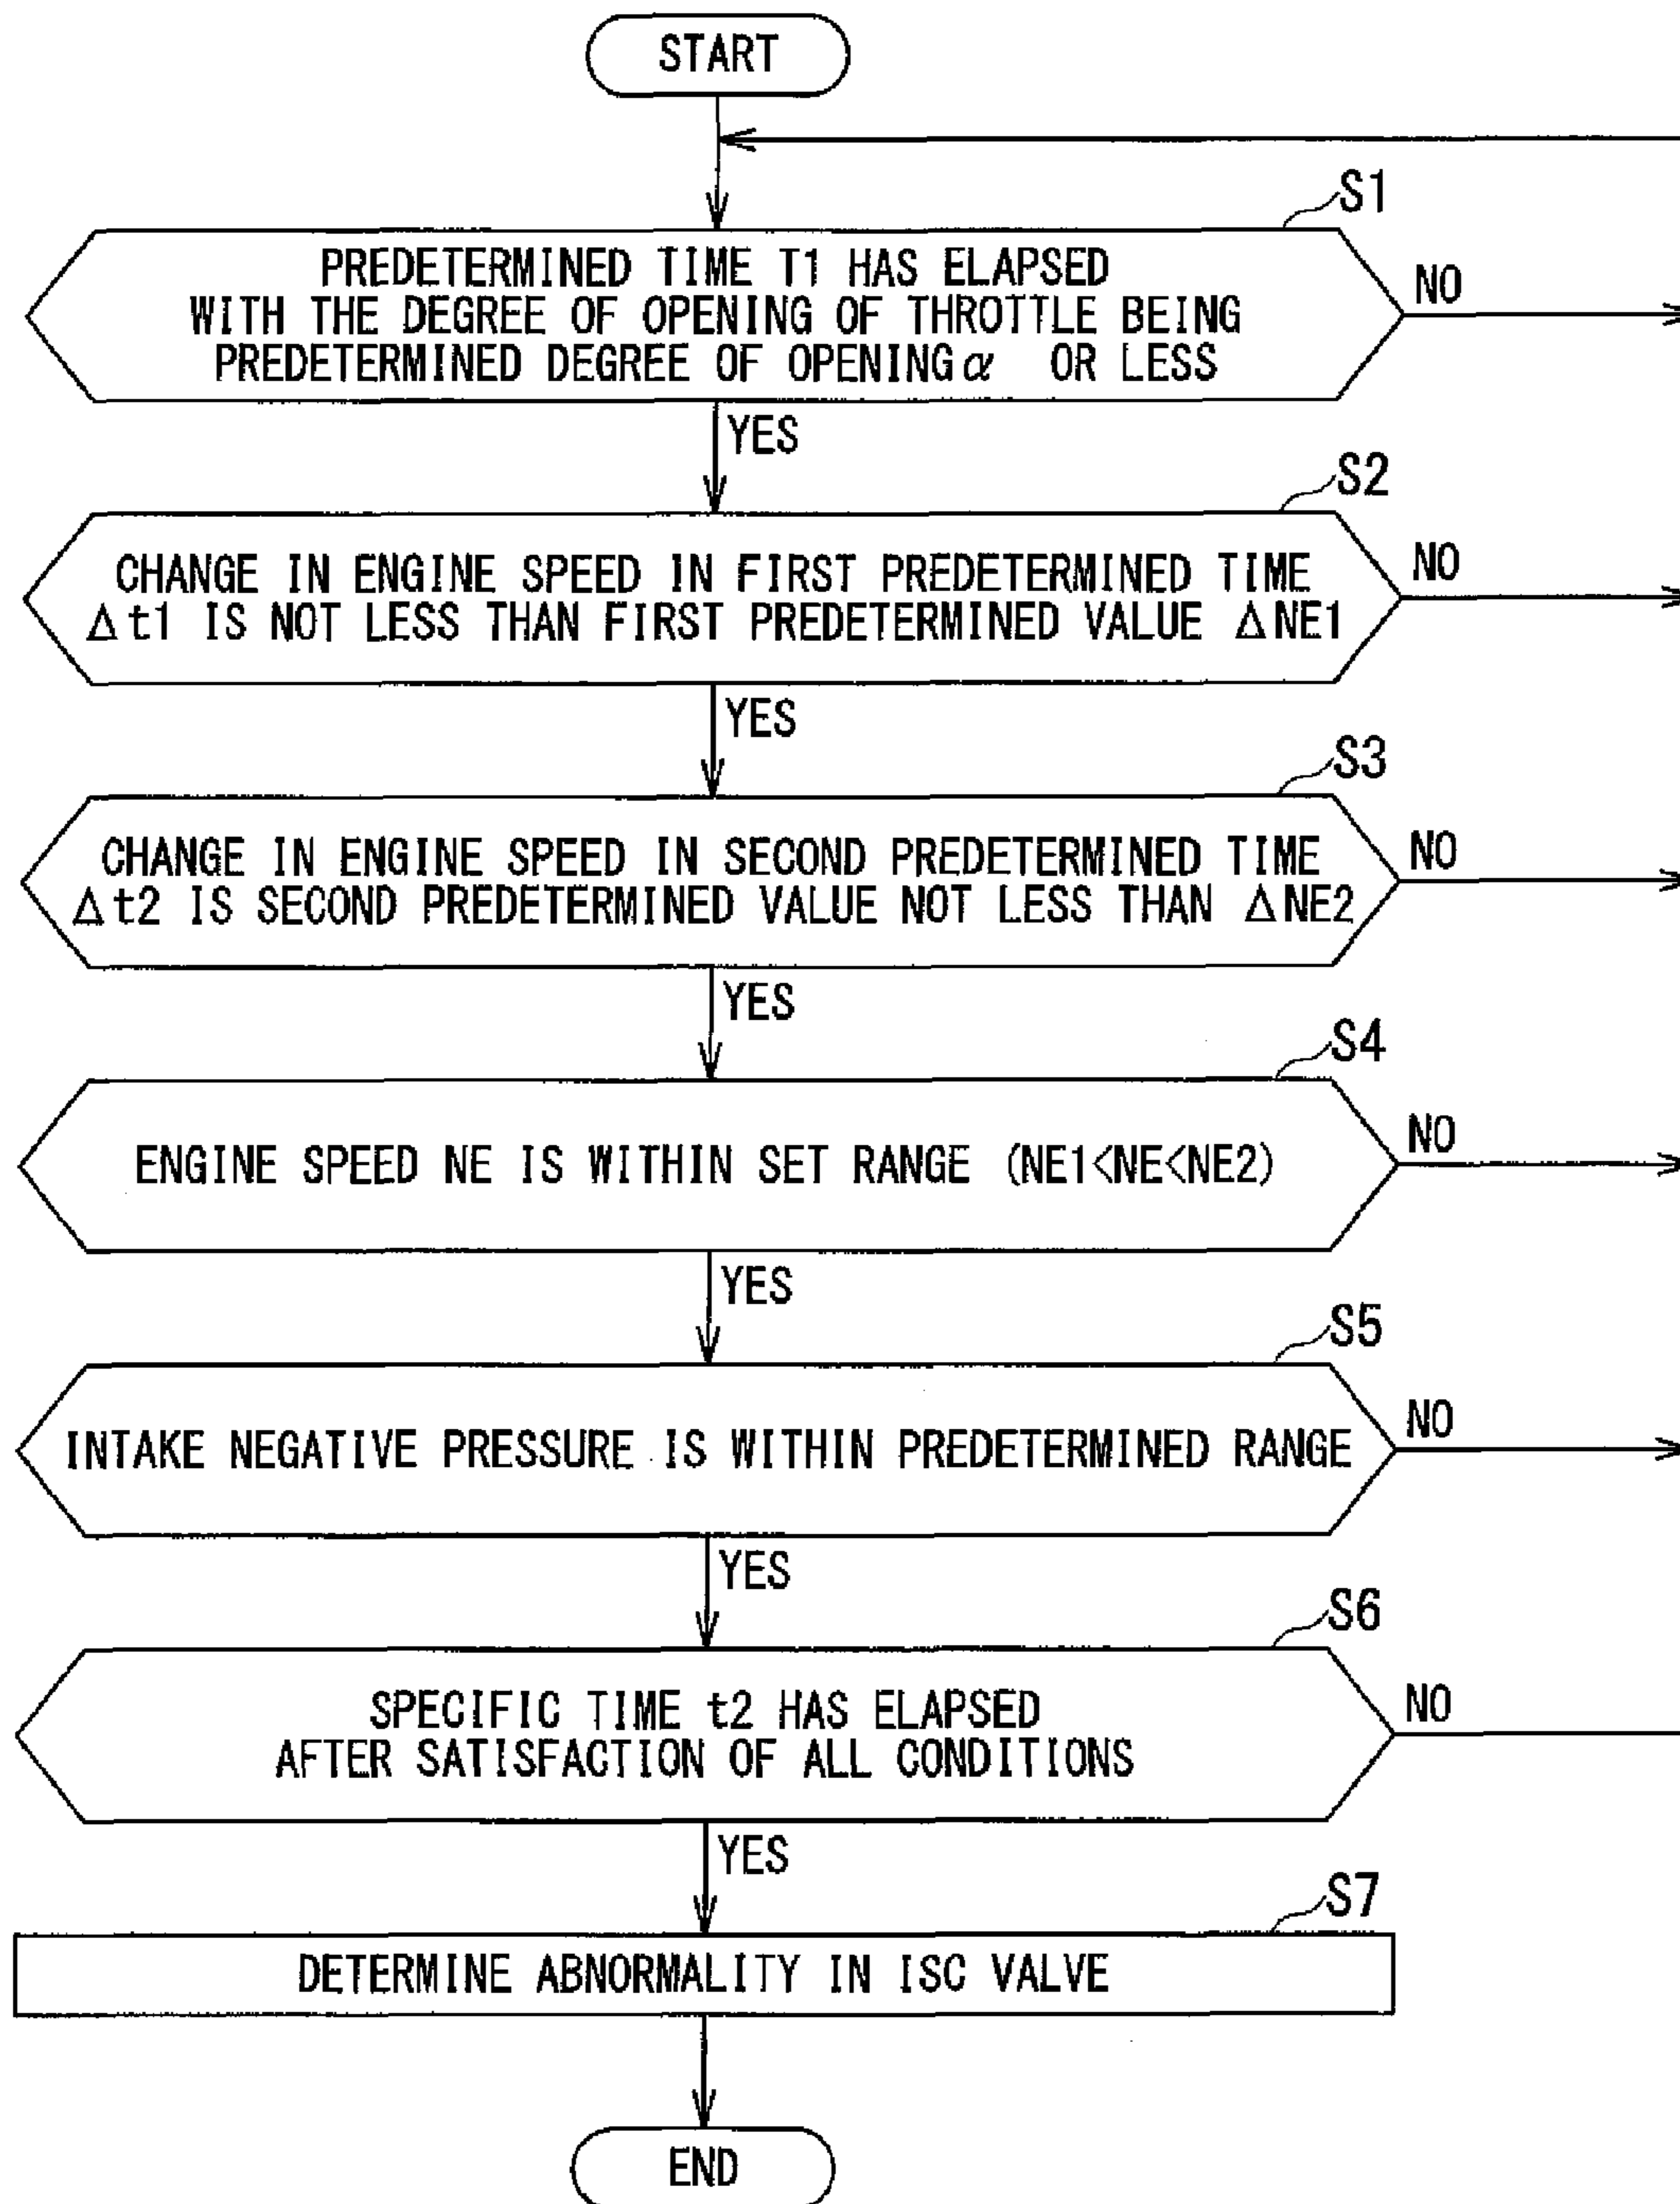 START
S1
PREDETERMINED TIME T1 HAS ELAPSED
WITH THE DEGREE OF OPENING OF THROTTLE BEING
PREDETERMINED DEGREE OF OPENING α OR LESS
NO
YES
S2
CHANGE IN ENGINE SPEED IN FIRST PREDETERMINED TIME
Δt1 IS NOT LESS THAN FIRST PREDETERMINED VALUE ΔNE1
NO
YES
S3
CHANGE IN ENGINE SPEED IN SECOND PREDETERMINED TIME
Δt2 IS SECOND PREDETERMINED VALUE NOT LESS THAN ΔNE2
NO
YES
S4
ENGINE SPEED NE IS WITHIN SET RANGE (NE1<NE<NE2)
NO
YES
S5
INTAKE NEGATIVE PRESSURE IS WITHIN PREDETERMINED RANGE
NO
YES
S6
SPECIFIC TIME t2 HAS ELAPSED
AFTER SATISFACTION OF ALL CONDITIONS
NO
YES
S7
DETERMINE ABNORMALITY IN ISC VALVE
END